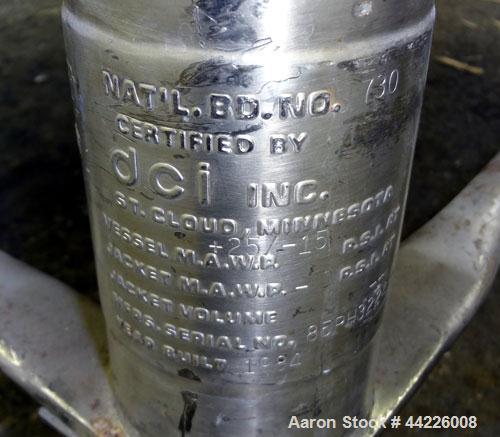 NAT'L. BD. NO. 730
CERTIFIED BY
dci INC.
ST. CLOUD, MINNESOTA
VESSEL M.A.W.P. +25/-15 P.S.I. AT
JACKET M.A.W.P. - P.S.I. AT
JACKET VOLUME
MFGS. SERIAL NO.
YEAR BUILT 1984
Aaron Stock # 44226008